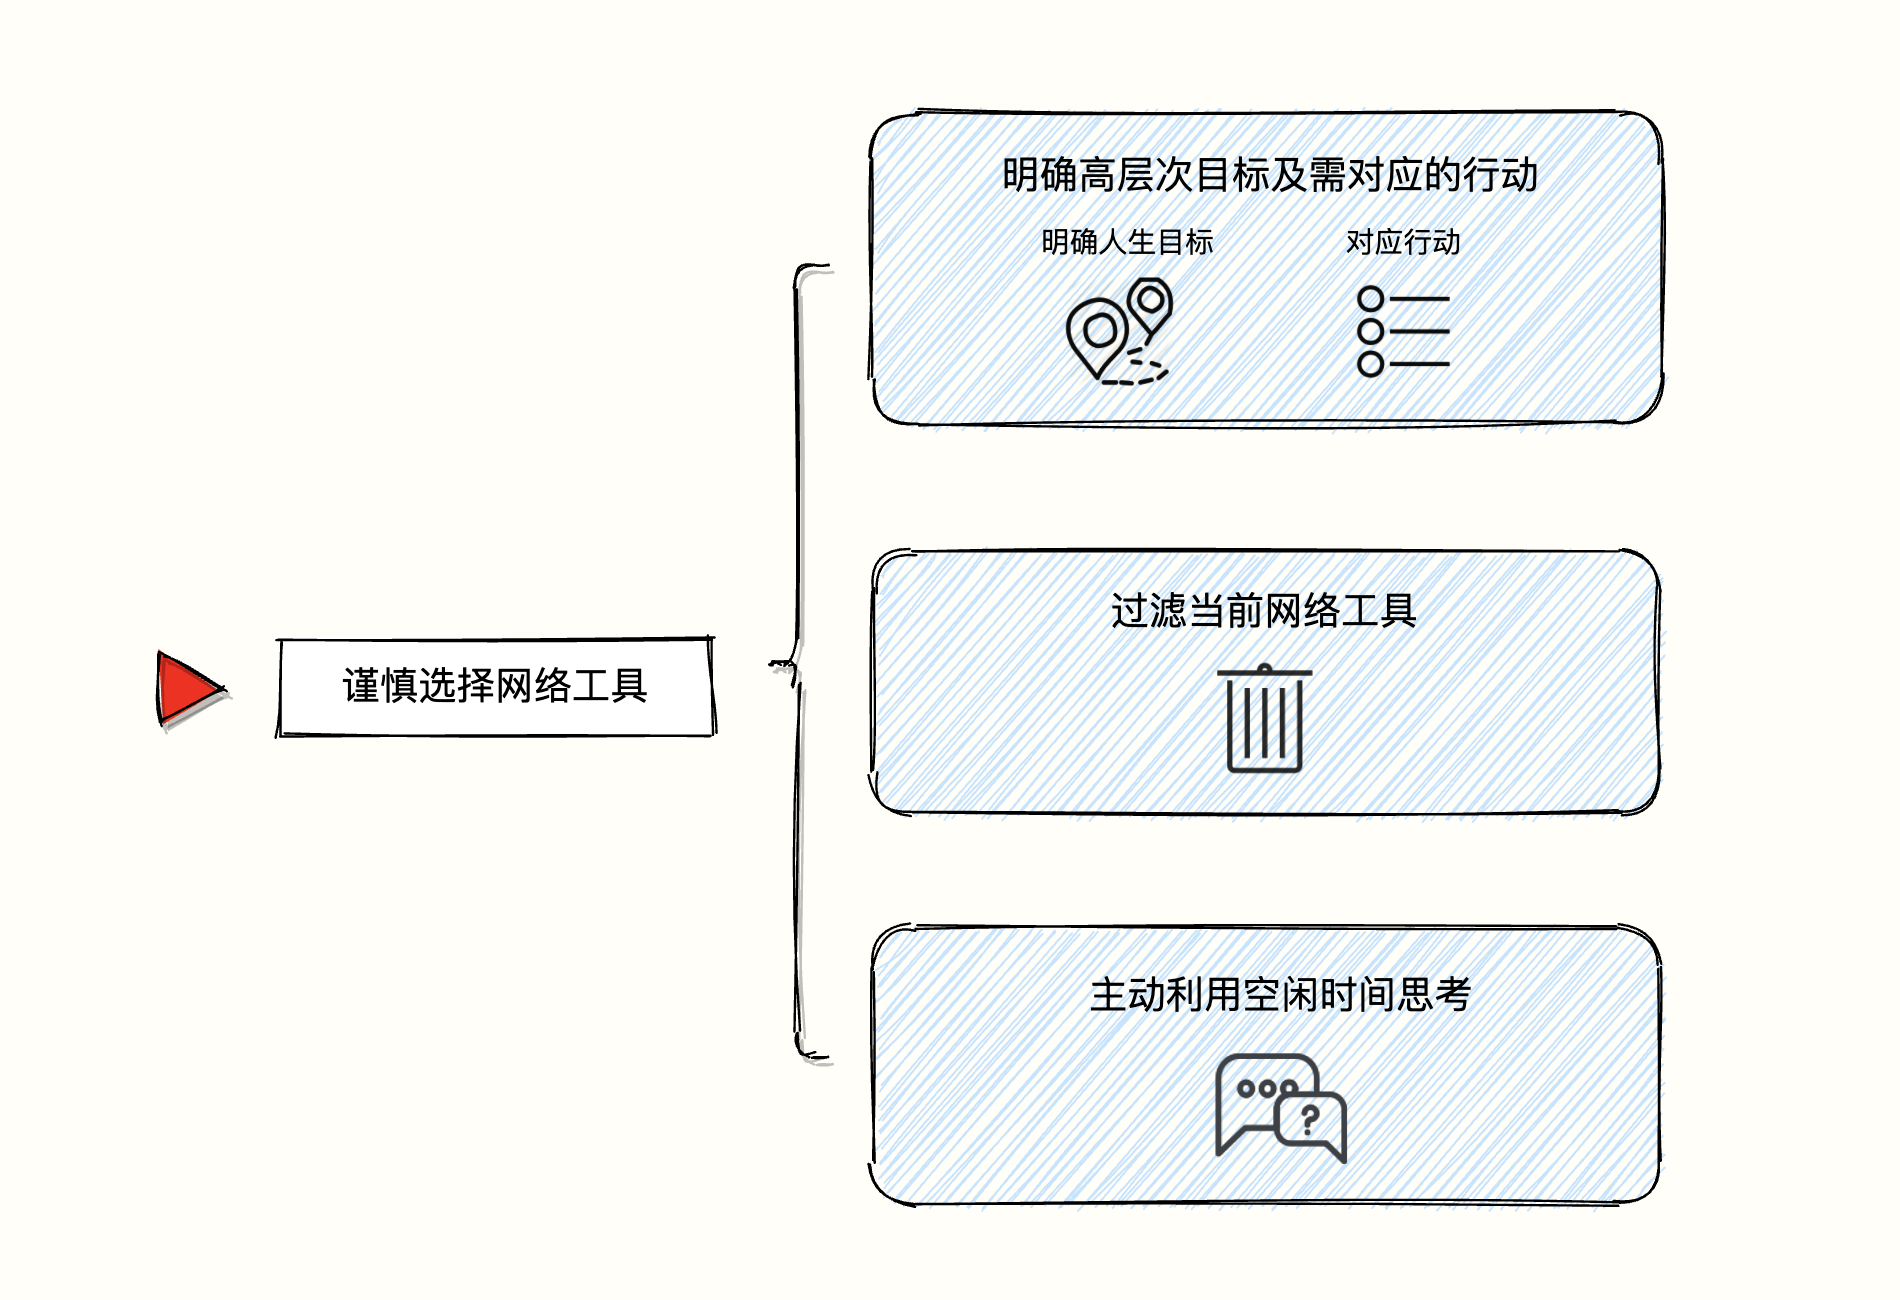 明确高层次目标及需对应的行动
明确人生目标
对应行动
谨慎选择网络工具
过滤当前网络工具
主动利用空闲时间思考
?